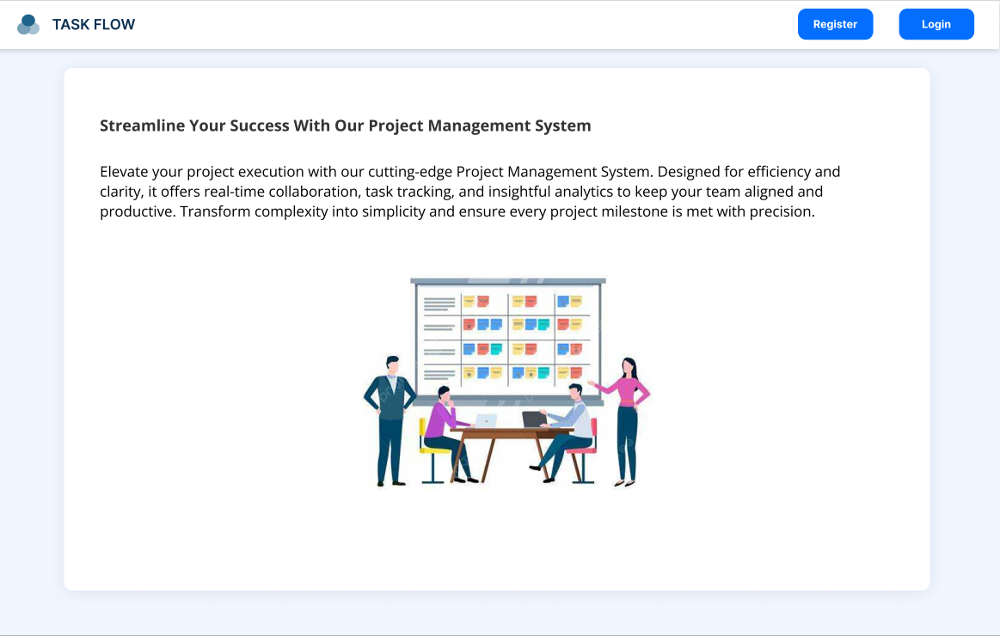 TASK FLOW
Register
Login
Streamline Your Success With Our Project Management System
Elevate your project execution with our cutting-edge Project Management System. Designed for efficiency and
clarity, it offers real-time collaboration, task tracking, and insightful analytics to keep your team aligned and
productive. Transform complexity into simplicity and ensure every project milestone is met with precision.